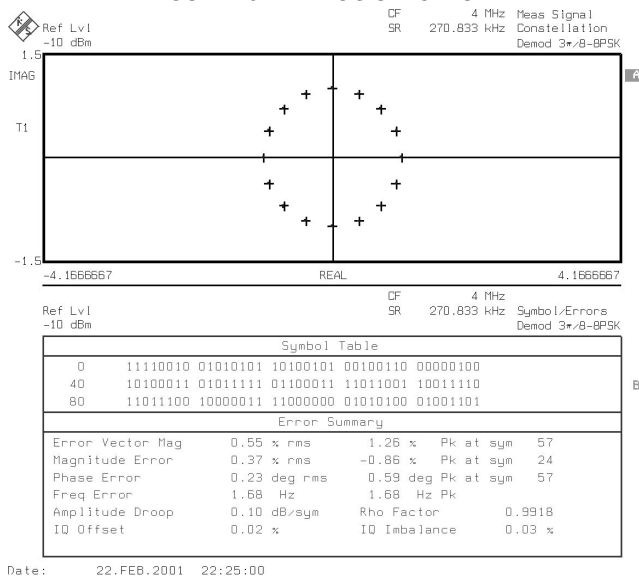 CF 4 MHz Meas Signal
Ref Lvl SR 270.833 kHz Constellation
-10 dBm Demod 3π/8-8PSK
1.5
IMAG
A
T1
-1.5
-4.1666667 REAL 4.1666667
CF 4 MHz
Ref Lvl SR 270.833 kHz Symbol/Errors
-10 dBm Demod 3π/8-8PSK
Symbol Table
0 11110010 01010101 10100101 00100110 00000100
40 10100011 01011111 01100011 11011001 10011110
B
80 11011100 10000011 11000000 01010100 01001101
Error Summary
Error Vector Mag 0.55 % rms 1.26 % Pk at sym 57
Magnitude Error 0.37 % rms -0.86 % Pk at sym 24
Phase Error 0.23 deg rms 0.59 deg Pk at sym 57
Freq Error 1.68 Hz 1.68 Hz Pk
Amplitude Droop 0.10 dB/sym Rho Factor 0.9918
IQ Offset 0.02 % IQ Imbalance 0.03 %
Date: 22.FEB.2001 22:25:00